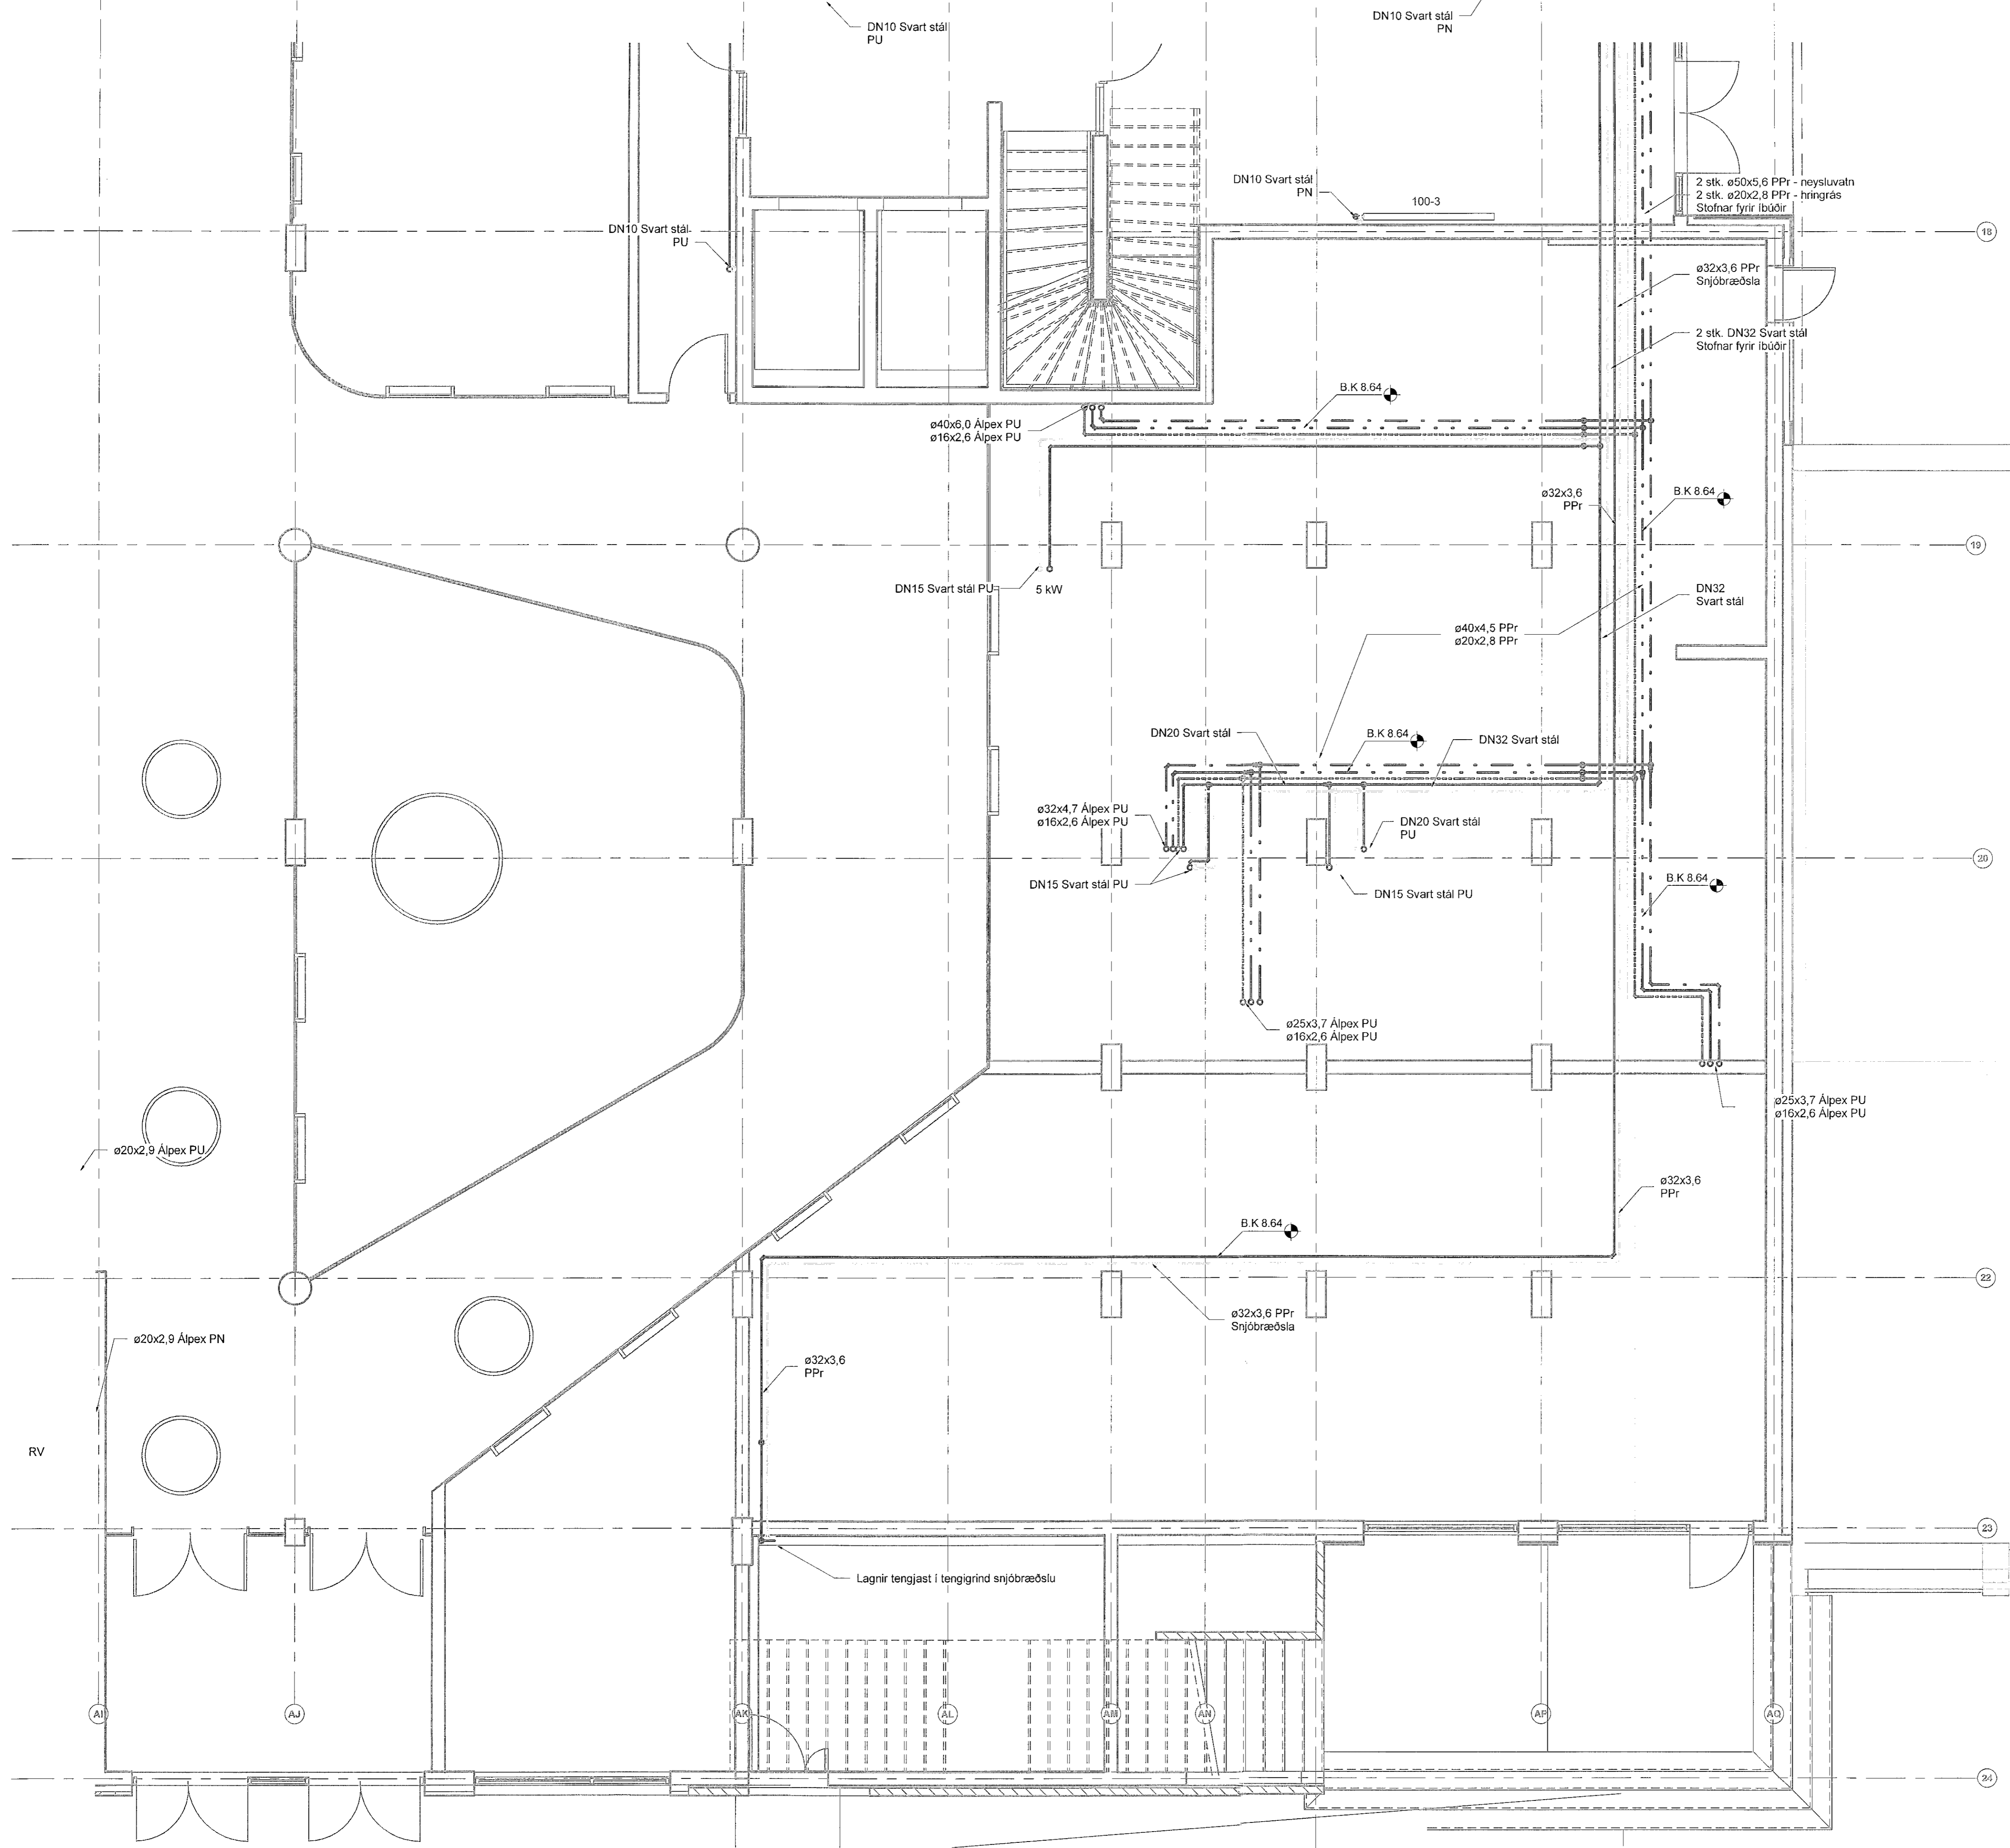 DN10 Svart stál
PU
DN10 Svart stál
PN
DN10 Svart stál
PN
100-3
2 stk. ø50x5,6 PPr - neysluvatn
2 stk. ø20x2,8 PPr - hringrás
Stofnar fyrir íbúðir
DN10 Svart stál
PU
18
ø32x3,6 PPr
Snjóbræðsla
2 stk. DN32 Svart stál
Stofnar fyrir íbúðir
B.K 8.64
ø40x6,0 Álpex PU
ø16x2,6 Álpex PU
ø32x3,6
PPr
B.K 8.64
19
DN15 Svart stál PU
5 kW
DN32
Svart stál
ø40x4,5 PPr
ø20x2,8 PPr
DN20 Svart stál
B.K 8.64
DN32 Svart stál
ø32x4,7 Álpex PU
ø16x2,6 Álpex PU
DN20 Svart stál
PU
20
DN15 Svart stál PU
DN15 Svart stál PU
B.K 8.64
ø25x3,7 Álpex PU
ø16x2,6 Álpex PU
ø25x3,7 Álpex PU
ø16x2,6 Álpex PU
ø20x2,9 Álpex PU
ø32x3,6
PPr
B.K 8.64
22
ø32x3,6 PPr
Snjóbræðsla
ø20x2,9 Álpex PN
ø32x3,6
PPr
RV
23
Lagnir tengjast í tengigrind snjóbræðslu
AI
AJ
AK
AL
AM
AN
AP
AQ
24